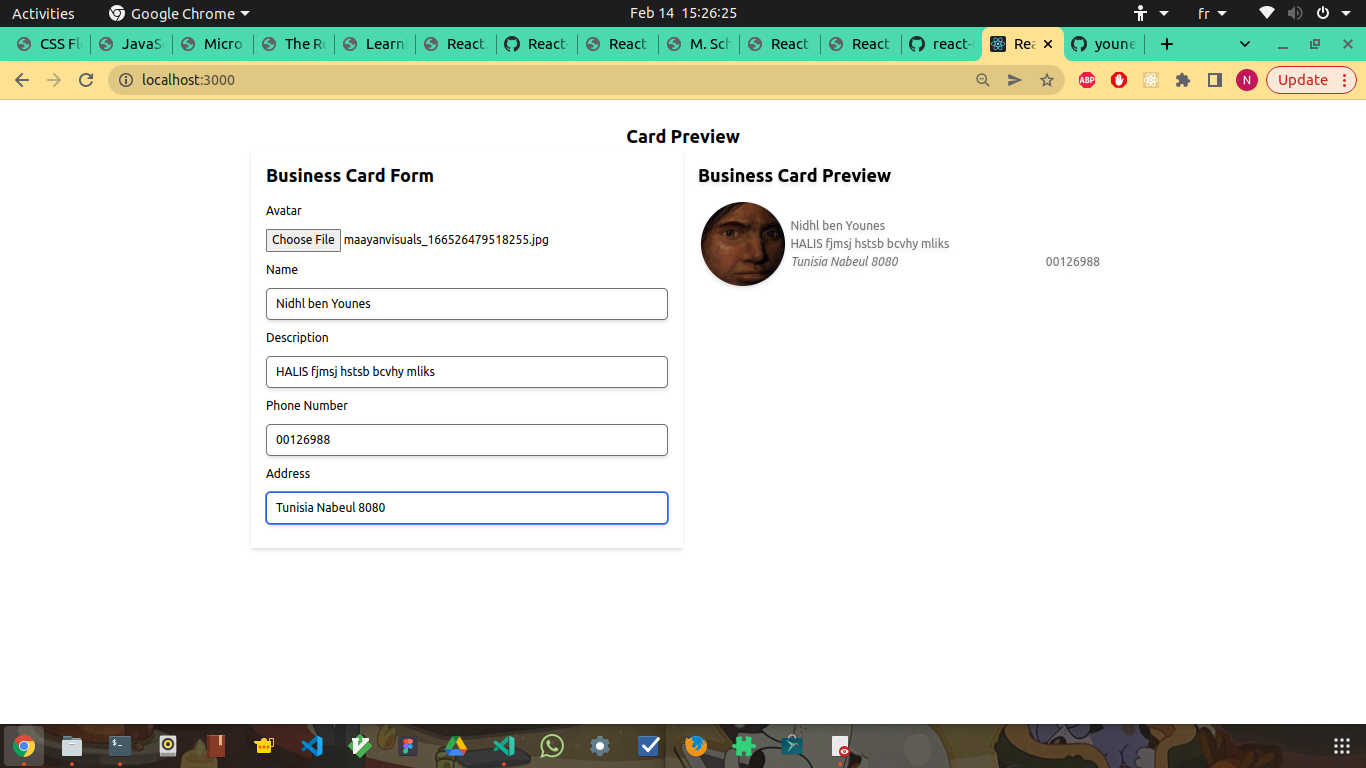 Activities Google Chrome Feb 14 15:26:25 fr
CSS Fl JavaS Micro The Ro Learn React. React- React M. Sch React React react- Rea youne
localhost:3000 ABP N Update
Card Preview
Business Card Form
Avatar
Choose File maayanvisuals_166526479518255.jpg
Name
Nidhl ben Younes
Description
HALIS fjmsj hstsb bcvhy mliks
Phone Number
00126988
Address
Tunisia Nabeul 8080
Business Card Preview
Nidhl ben Younes
HALIS fjmsj hstsb bcvhy mliks
Tunisia Nabeul 8080 00126988